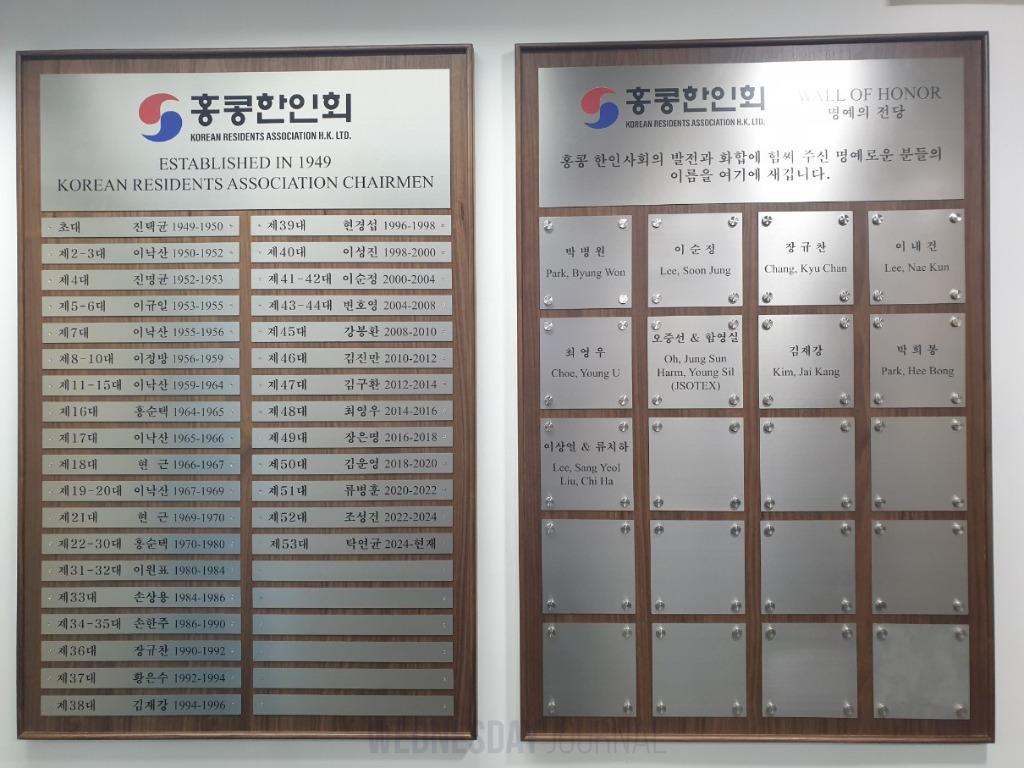 홍콩한인회
KOREAN RESIDENTS ASSOCIATION H.K. LTD.
ESTABLISHED IN 1949
KOREAN RESIDENTS ASSOCIATION CHAIRMEN
초대 진택균 1949-1950
제2-3대 이낙산 1950-1952
제4대 진명균 1952-1953
제5-6대 이규일 1953-1955
제7대 이낙산 1955-1956
제8-10대 이정방 1956-1959
제11-15대 이낙산 1959-1964
제16대 홍순택 1964-1965
제17대 이낙산 1965-1966
제18대 현 근 1966-1967
제19-20대 이낙산 1967-1969
제21대 현 근 1969-1970
제22-30대 홍순택 1970-1980
제31-32대 이원표 1980-1984
제33대 손상용 1984-1986
제34-35대 손한주 1986-1990
제36대 장규찬 1990-1992
제37대 황은수 1992-1994
제38대 김재강 1994-1996
제39대 현경섭 1996-1998
제40대 이성진 1998-2000
제41-42대 이순정 2000-2004
제43-44대 변호영 2004-2008
제45대 강봉환 2008-2010
제46대 김진만 2010-2012
제47대 김구환 2012-2014
제48대 최영우 2014-2016
제49대 장은명 2016-2018
제50대 김운영 2018-2020
제51대 류병훈 2020-2022
제52대 조성건 2022-2024
제53대 탁연균 2024-현재
홍콩한인회
KOREAN RESIDENTS ASSOCIATION H.K. LTD.
WALL OF HONOR
명예의 전당
홍콩 한인사회의 발전과 화합에 힘써 주신 명예로운 분들의
이름을 여기에 새깁니다.
박병원
Park, Byung Won
이순정
Lee, Soon Jung
장규찬
Chang, Kyu Chan
이내건
Lee, Nae Kun
최영우
Choe, Young U
오중선 & 함영실
Oh, Jung Sun
Harm, Young Sil
(JSOTEX)
김재강
Kim, Jai Kang
박희봉
Park, Hee Bong
이상열 & 류치하
Lee, Sang Yeol
Liu, Chi Ha
WEDNESDAY JOURNAL